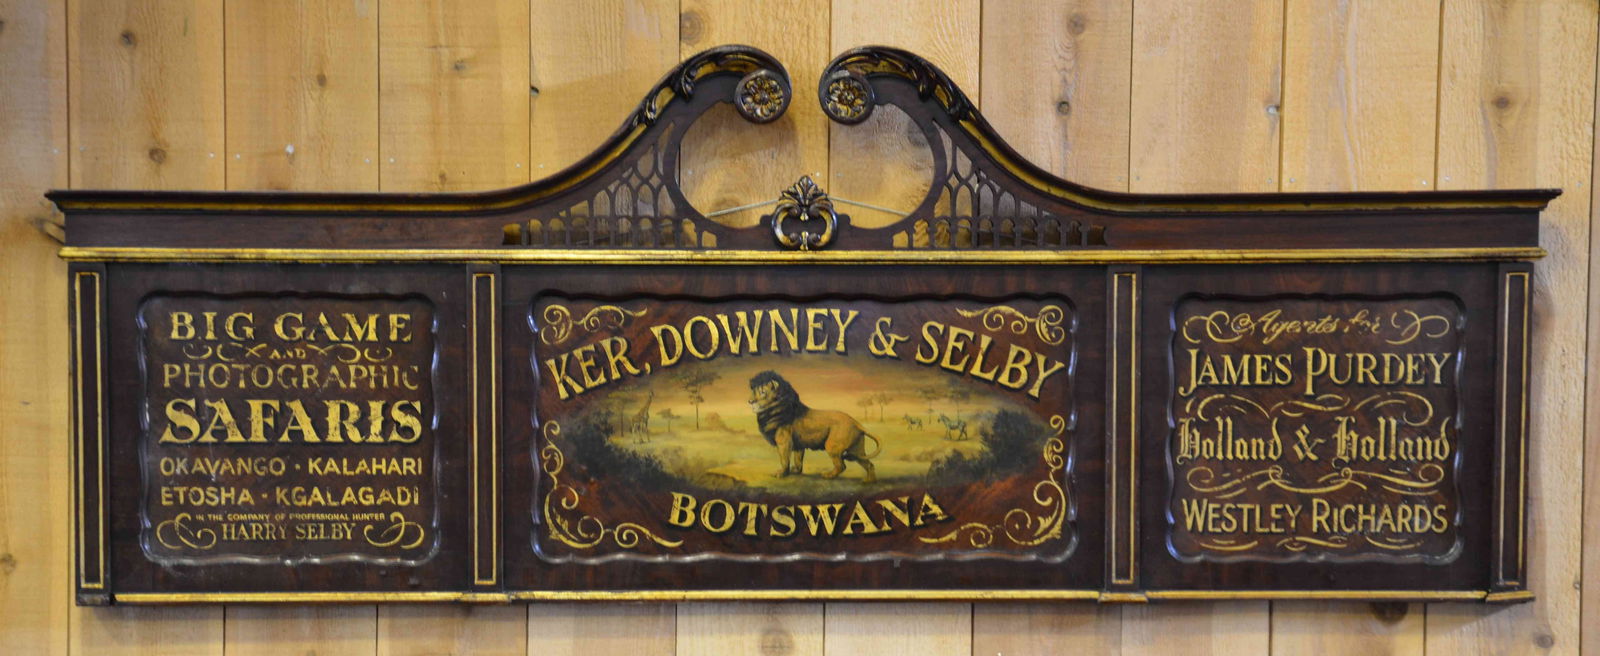 BIG GAME
AND
PHOTOGRAPHIC
SAFARIS
OKAVANGO · KALAHARI
ETOSHA · KGALAGADI
IN THE COMPANY OF PROFESSIONAL HUNTER
HARRY SELBY
KER, DOWNEY & SELBY
BOTSWANA
Agents for
JAMES PURDEY
Holland & Holland
WESTLEY RICHARDS